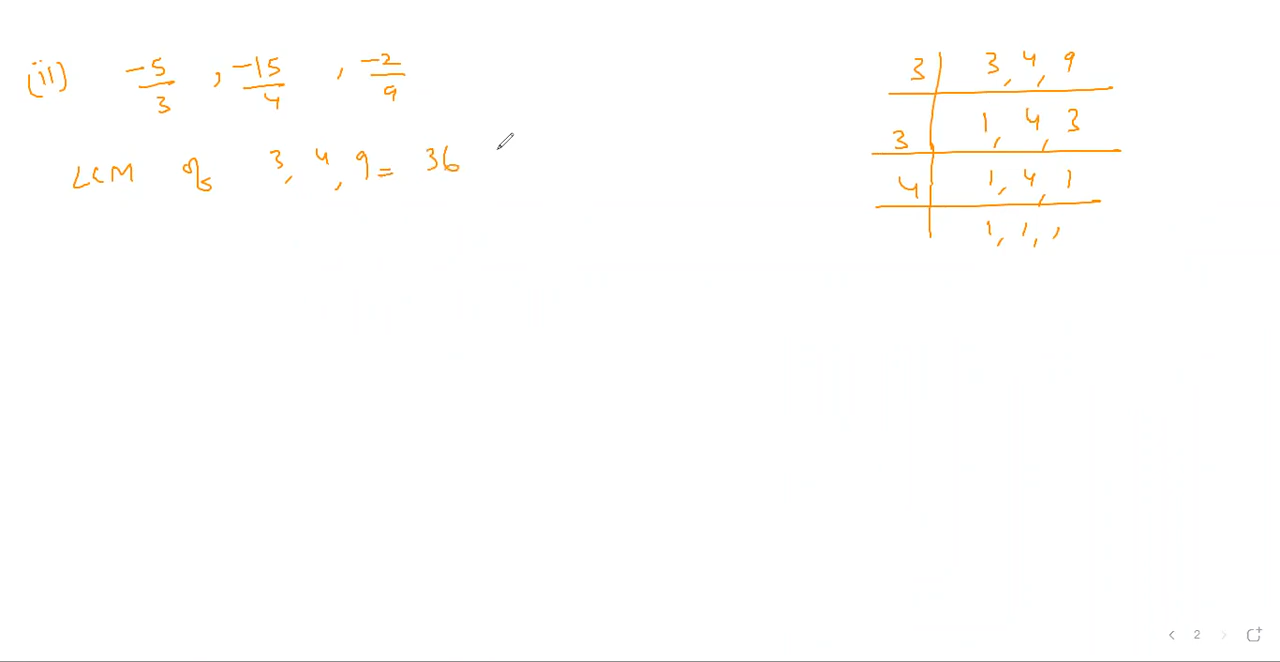 (ii) -5/3 , -15/4 , -2/9
LCM of 3, 4, 9 = 36
3 | 3, 4, 9
3 | 1, 4, 3
4 | 1, 4, 1
1, 1, 1
2